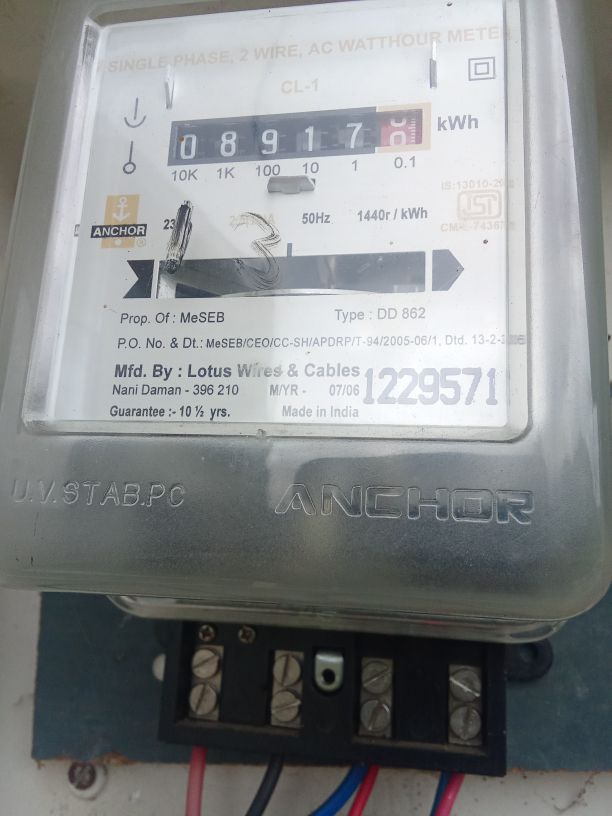 SINGLE PHASE, 2 WIRE, AC WATTHOUR METER
CL-1
0 8 9 1 7 kWh
10K 1K 100 10 1 0.1
ANCHOR ® 50Hz 1440r / kWh
IS:13010
ISI
13
Prop. Of : MeSEB Type : DD 862
P.O. No. & Dt.: MeSEB/CEO/CC-SH/APDRP/T-94/2005-06/1, Dtd. 13-2-
Mfd. By : Lotus Wires & Cables
Nani Daman - 396 210 M/YR - 07/06 1229571
Guarantee :- 10 ½ yrs. Made in India
U.V.STAB.PC ANCHOR